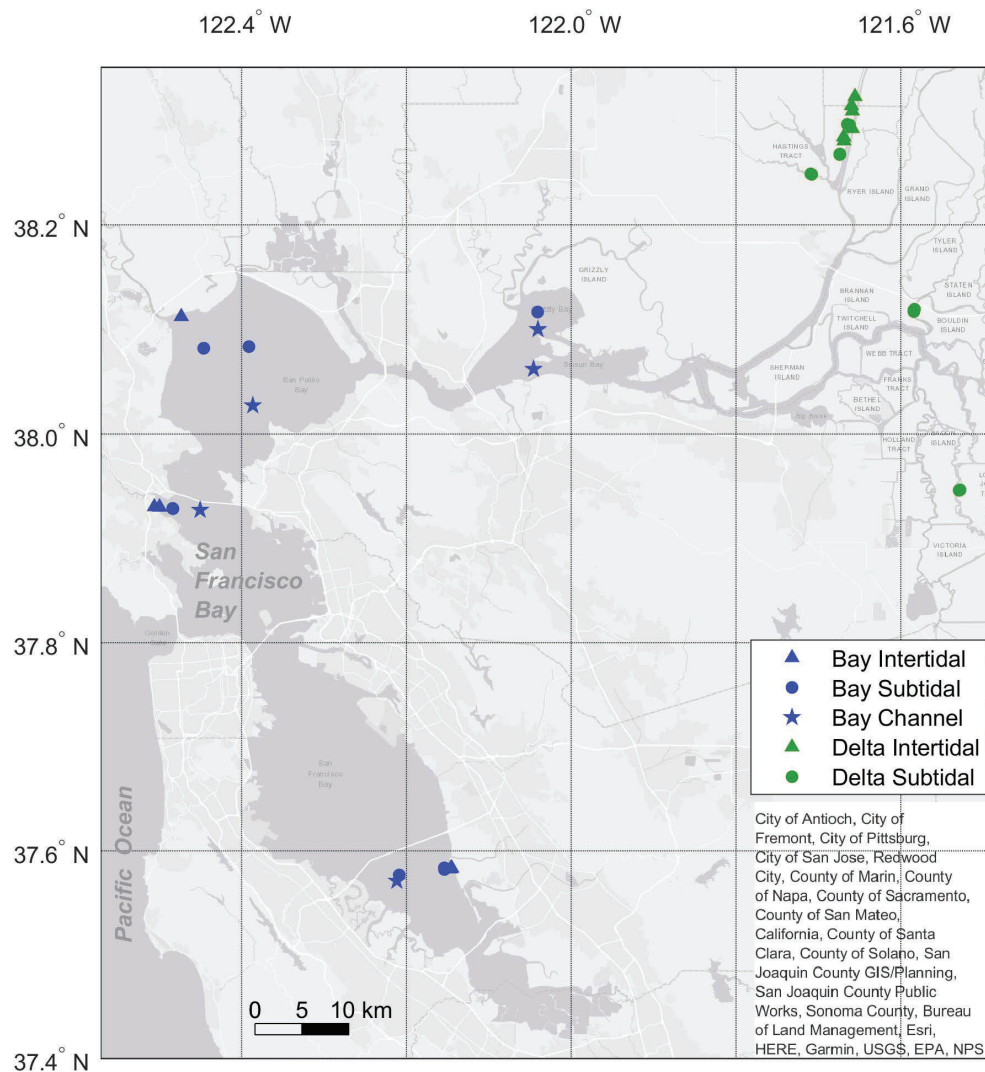 122.4° W
122.0° W
121.6° W
38.2° N
38.0° N
37.8° N
37.6° N
37.4° N
HASTINGS
TRACT
RYER ISLAND
GRAND
ISLAND
TYLER
ISLAND
STATEN
ISLAND
GRIZZLY
ISLAND
BRANNAN
ISLAND
TWITCHELL
ISLAND
BOULDIN
ISLAND
WEBB TRACT
SHERMAN
ISLAND
FRANKS
TRACT
BETHEL
ISLAND
HOLLAND
TRACT
ISLAND
VICTORIA
ISLAND
San Pablo
Bay
Bay
Suisun Bay
San
Francisco
Bay
Golden
Gate
San
Francisco
Bay
Pacific Ocean
0 5 10 km
Bay Intertidal
Bay Subtidal
Bay Channel
Delta Intertidal
Delta Subtidal
City of Antioch, City of
Fremont, City of Pittsburg,
City of San Jose, Redwood
City, County of Marin, County
of Napa, County of Sacramento,
County of San Mateo,
California, County of Santa
Clara, County of Solano, San
Joaquin County GIS/Planning,
San Joaquin County Public
Works, Sonoma County, Bureau
of Land Management, Esri,
HERE, Garmin, USGS, EPA, NPS